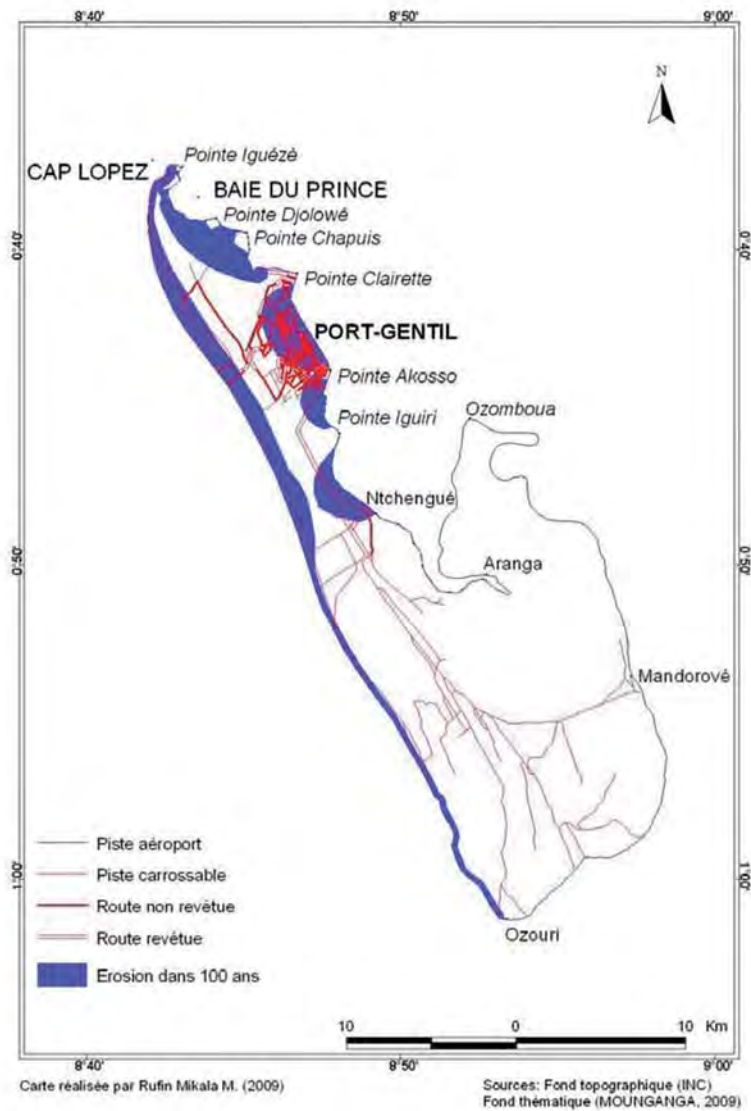 8°40' 8°50' 9°00'
N
Pointe Iguézè
CAP LOPEZ
BAIE DU PRINCE
Pointe Djolowé
Pointe Chapuis
0°40' 0°40'
Pointe Clairette
PORT-GENTIL
Pointe Akosso
Ozomboua
Pointe Iguiri
Ntchengué
0°50' 0°50'
Aranga
Mandorové
Piste aéroport
Piste carrossable
1°00' 1°00'
Route non revêtue
Route revêtue
Ozouri
Erosion dans 100 ans
10 0 10 Km
8°40' 8°50' 9°00'
Carte réalisée par Rufin Mikala M. (2009)
Sources: Fond topographique (INC)
Fond thématique (MOUNGANGA, 2009)